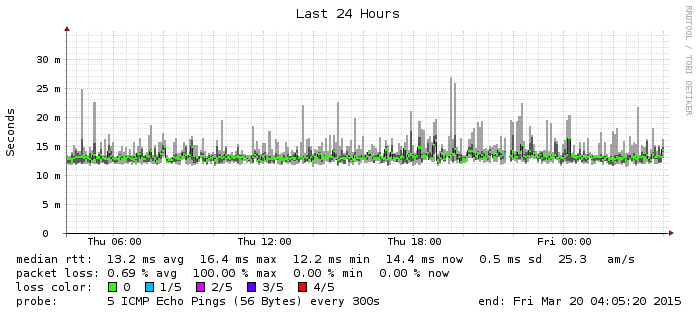 Last 24 Hours
RRDTOOL / TOBI OETIKER
Seconds
30 m
25 m
20 m
15 m
10 m
5 m
0
Thu 06:00 Thu 12:00 Thu 18:00 Fri 00:00
median rtt: 13.2 ms avg 16.4 ms max 12.2 ms min 14.4 ms now 0.5 ms sd 25.3 am/s
packet loss: 0.69 % avg 100.00 % max 0.00 % min 0.00 % now
loss color: 0 1/5 2/5 3/5 4/5
probe: 5 ICMP Echo Pings (56 Bytes) every 300s end: Fri Mar 20 04:05:20 2015